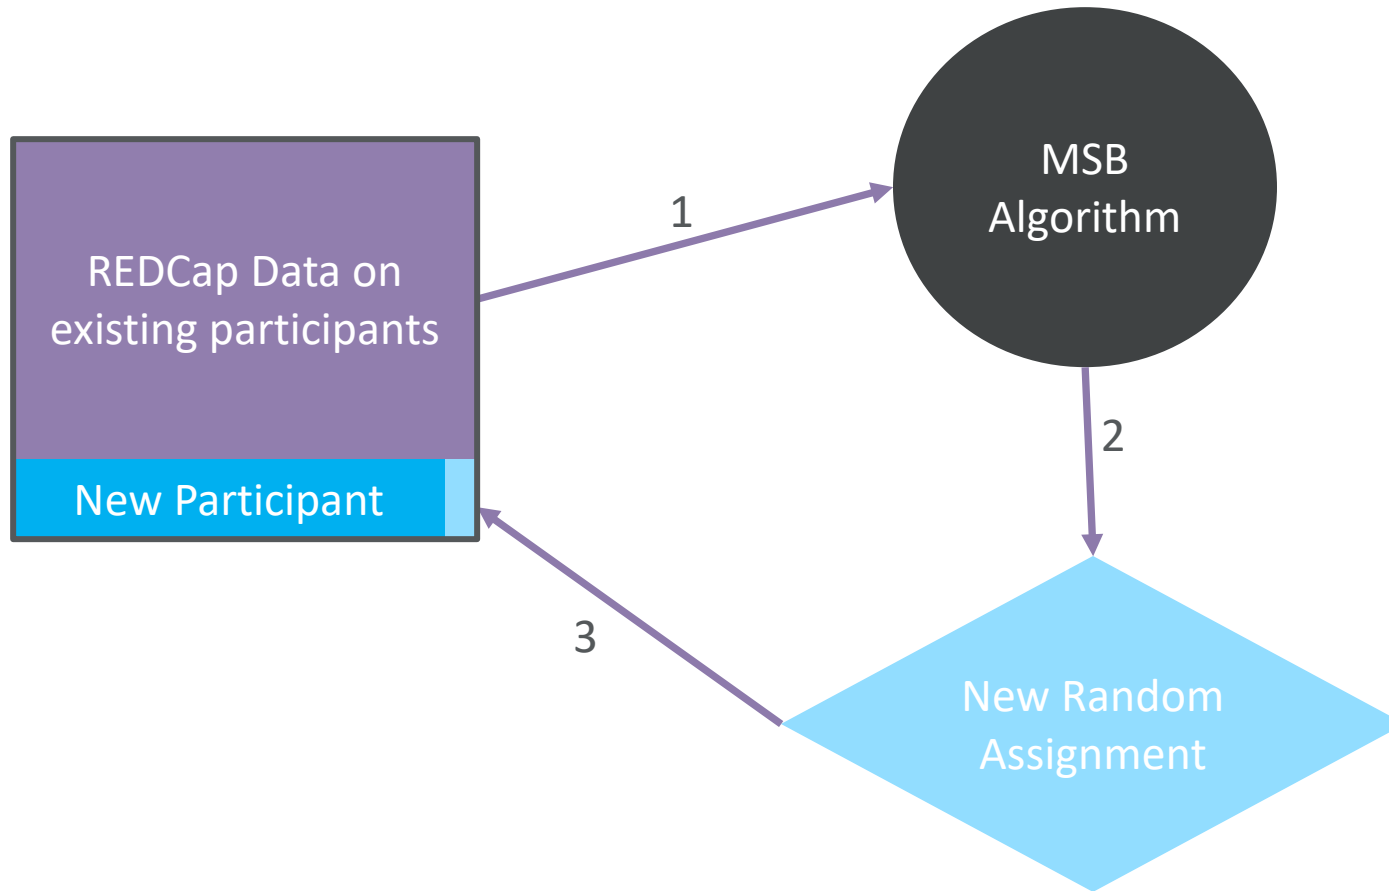 REDCap Data on
existing participants
New Participant
1
MSB
Algorithm
2
New Random
Assignment
3